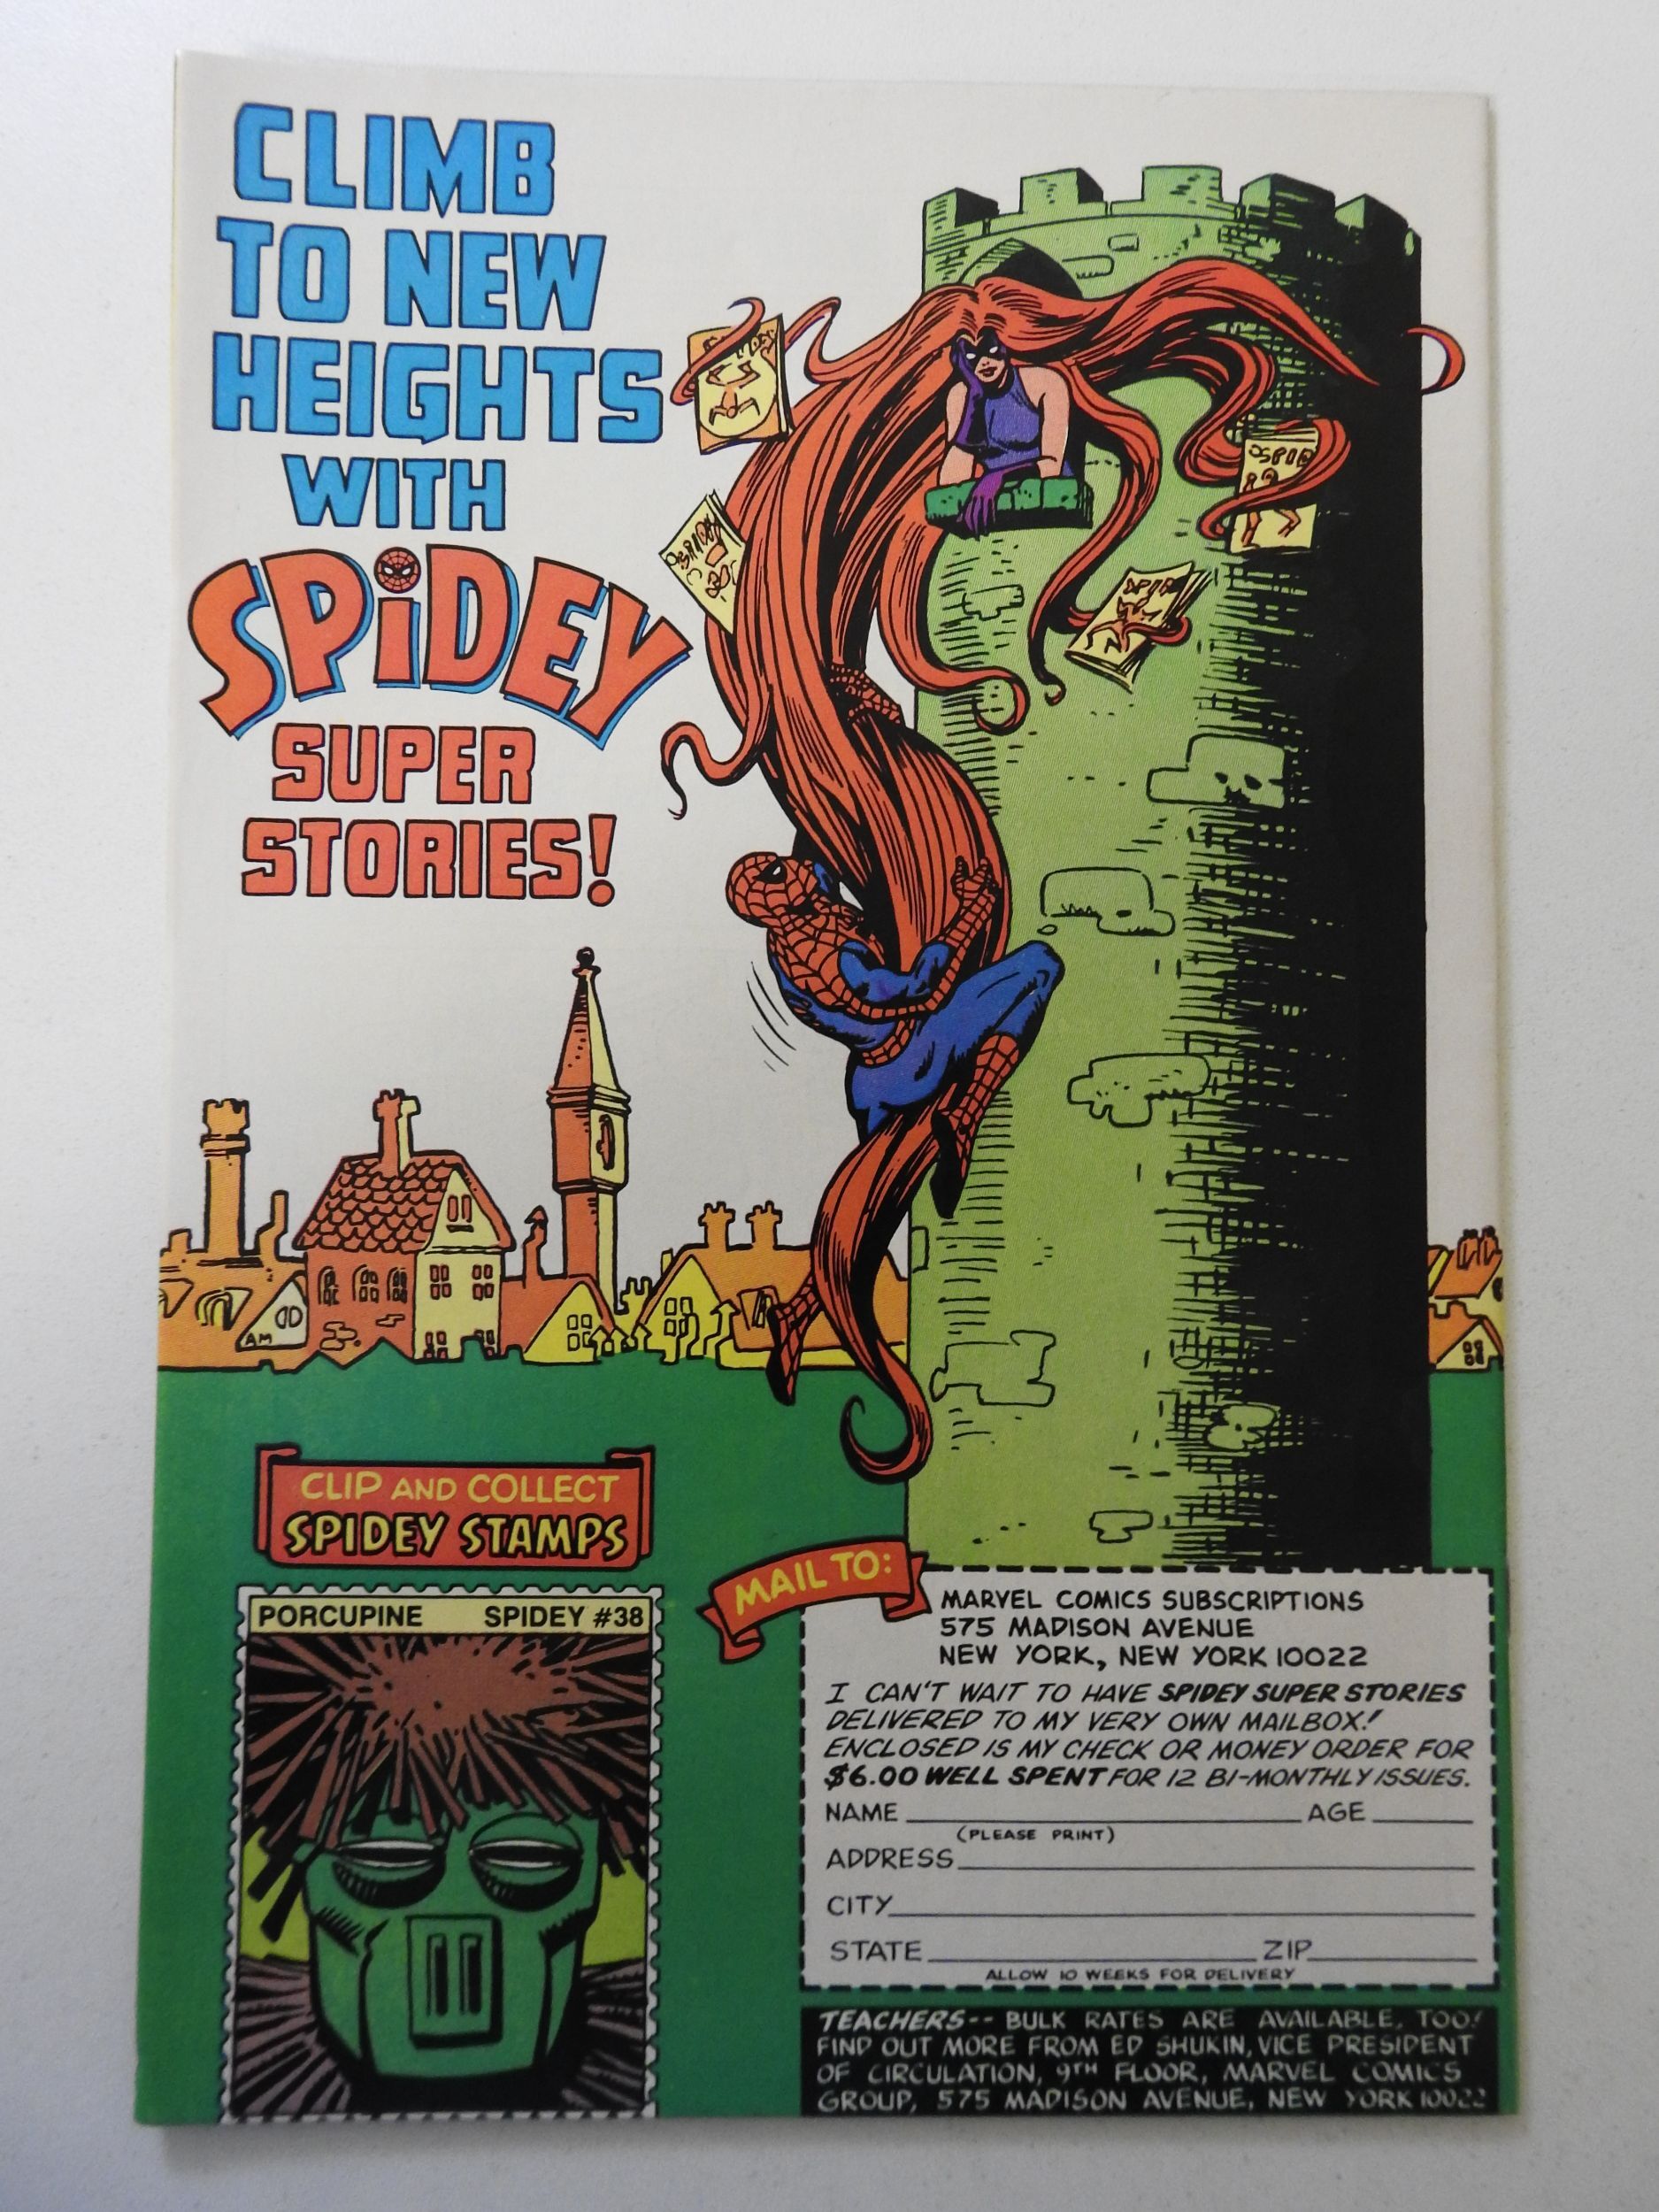 CLIMB
TO NEW
HEIGHTS
WITH
SPiDEY
SUPER
STORIES!
AM
CLIP AND COLLECT
SPIDEY STAMPS
PORCUPINE SPIDEY #38
MAIL TO:
MARVEL COMICS SUBSCRIPTIONS
575 MADISON AVENUE
NEW YORK, NEW YORK 10022
I CAN'T WAIT TO HAVE SPIDEY SUPER STORIES
DELIVERED TO MY VERY OWN MAILBOX!
ENCLOSED IS MY CHECK OR MONEY ORDER FOR
$6.00 WELL SPENT FOR 12 BI-MONTHLY ISSUES.
NAME AGE
(PLEASE PRINT)
ADDRESS
CITY
STATE ZIP
ALLOW 10 WEEKS FOR DELIVERY
TEACHERS-- BULK RATES ARE AVAILABLE, TOO!
FIND OUT MORE FROM ED SHUKIN, VICE PRESIDENT
OF CIRCULATION, 9TH FLOOR, MARVEL COMICS
GROUP, 575 MADISON AVENUE, NEW YORK 10022